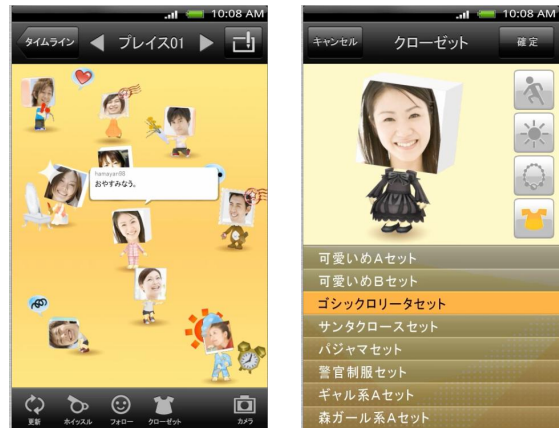 10:08 AM
タイムライン
プレイス01
hamayan88
おやすみなう。
更新
ホイッスル
フォロー
クローゼット
カメラ
10:08 AM
キャンセル
クローゼット
確定
可愛いめAセット
可愛いめBセット
ゴシックロリータセット
サンタクロースセット
パジャマセット
警官制服セット
ギャル系Aセット
森ガール系Aセット